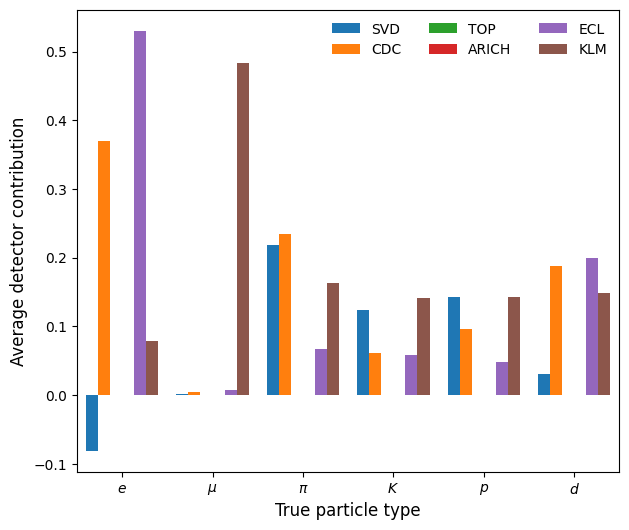 SVD TOP ECL
CDC ARICH KLM
Average detector contribution
0.5
0.4
0.3
0.2
0.1
0.0
−0.1
e μ π K p d
True particle type